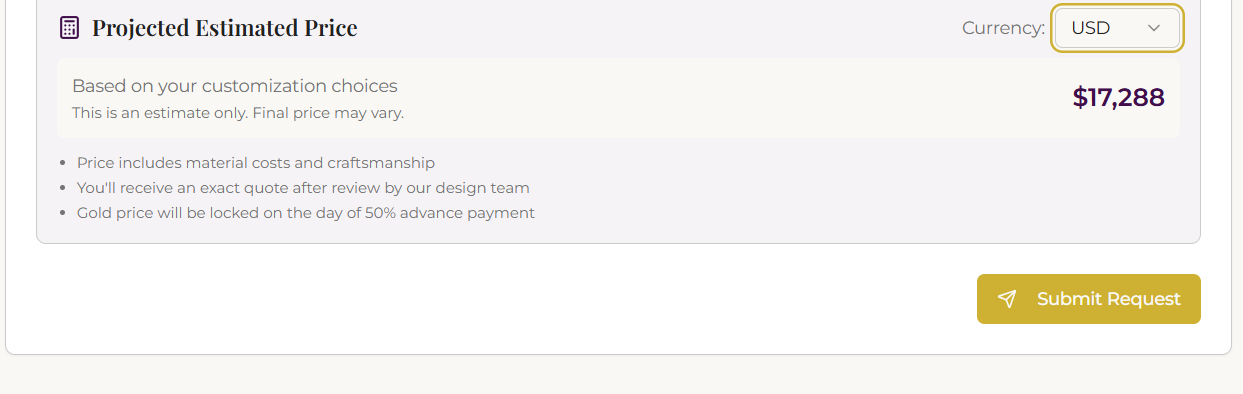 Projected Estimated Price
Currency: USD
Based on your customization choices
This is an estimate only. Final price may vary.
$17,288
• Price includes material costs and craftsmanship
• You'll receive an exact quote after review by our design team
• Gold price will be locked on the day of 50% advance payment
Submit Request